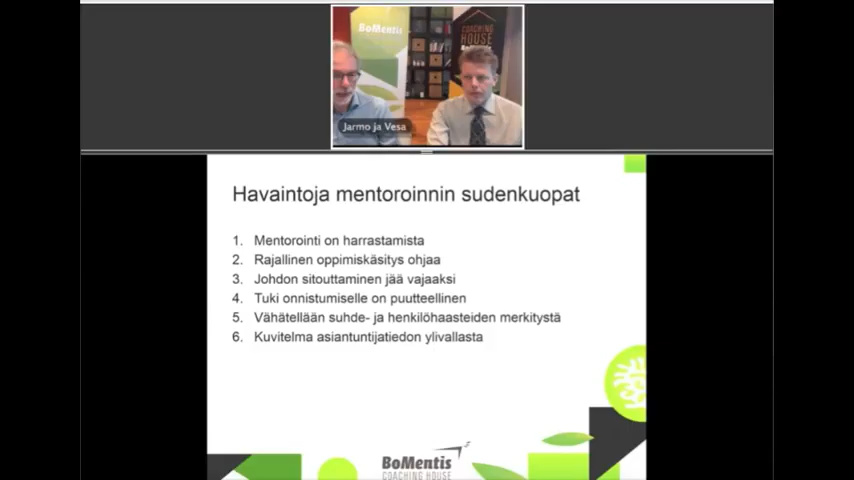 BoMentis
COACHING
HOUSE
Jarmo ja Vesa
Havaintoja mentoroinnin sudenkuopat
1. Mentorointi on harrastamista
2. Rajallinen oppimiskäsitys ohjaa
3. Johdon sitouttaminen jää vajaaksi
4. Tuki onnistumiselle on puutteellinen
5. Vähätellään suhde- ja henkilöhaasteiden merkitystä
6. Kuvitelma asiantuntijatiedon ylivallasta
BoMentis
COACHING HOUSE